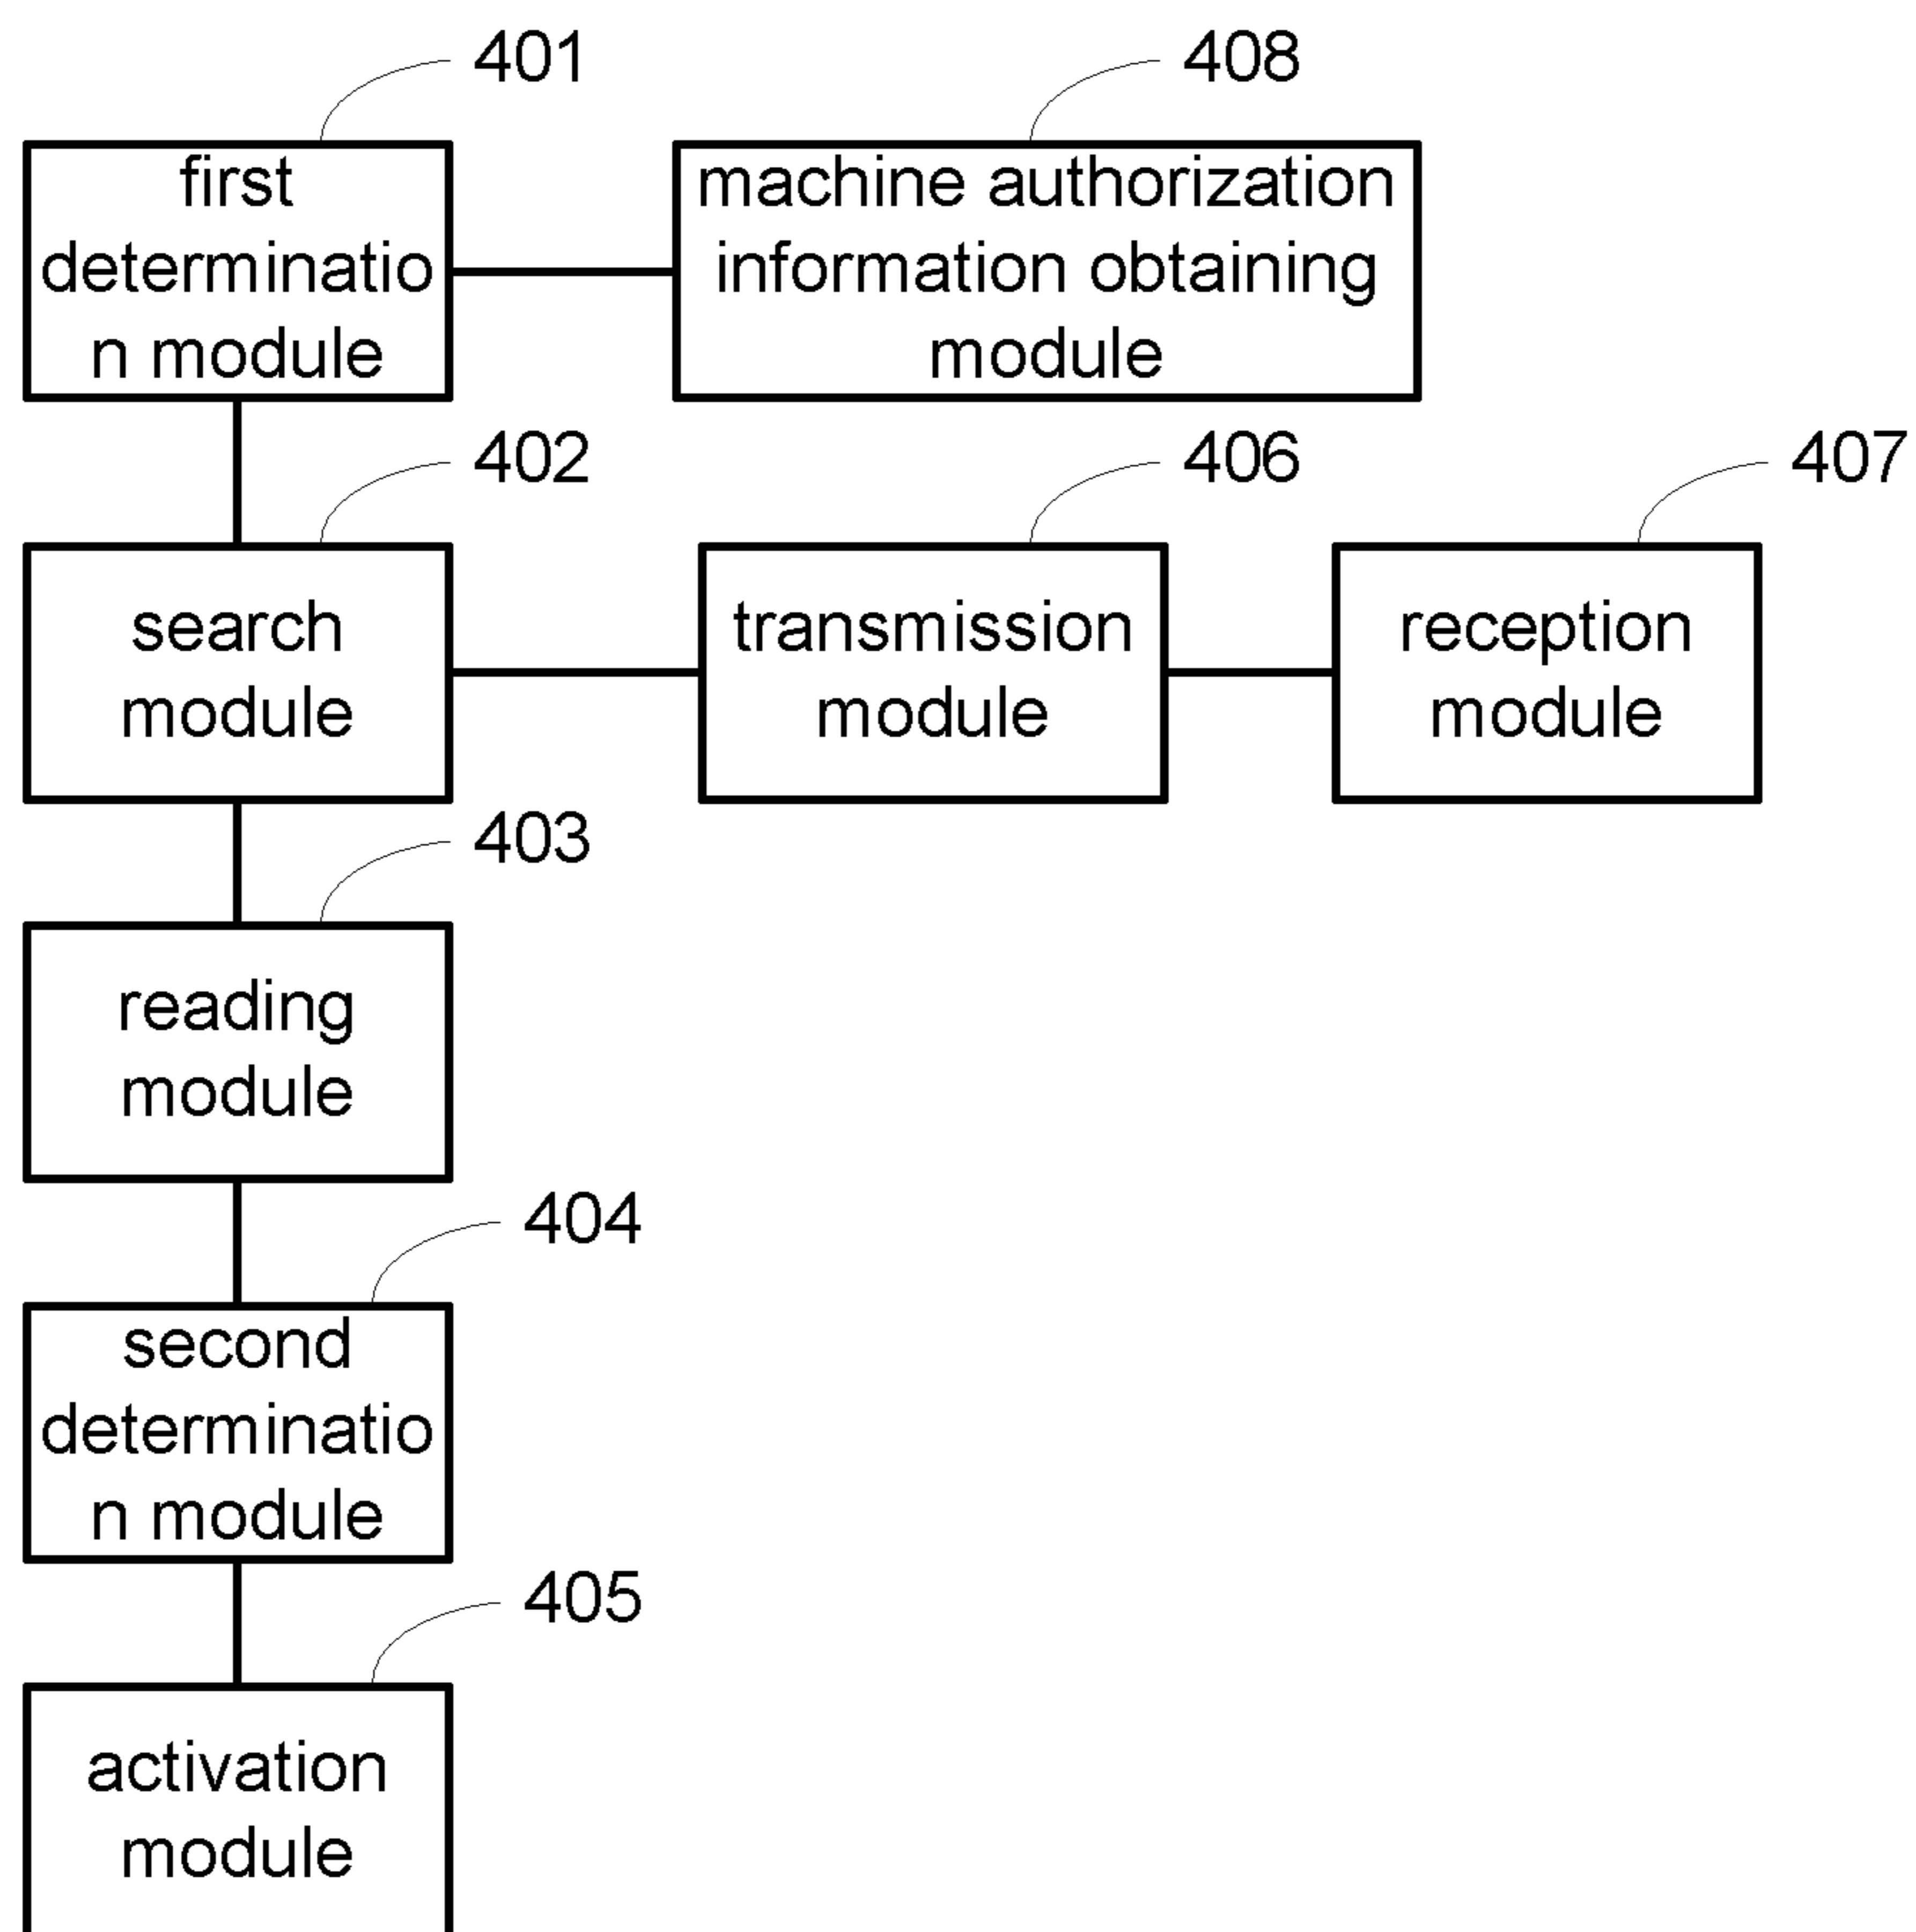 401
408
first
determinatio
n module
machine authorization
information obtaining
module
402
406
407
search
module
transmission
module
reception
module
403
reading
module
404
second
determinatio
n module
405
activation
module